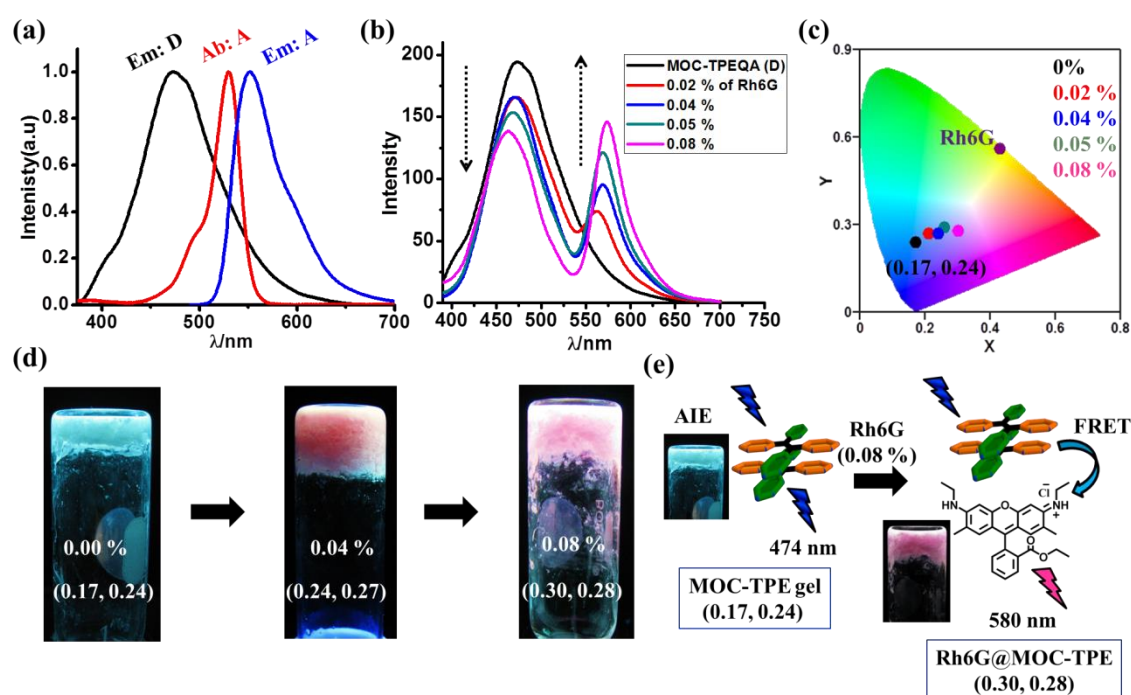 (a)
Em: D
Ab: A
Em: A
Intenisty(a.u)
1.0
0.8
0.6
0.4
0.2
0.0
400
500
600
700
λ/nm
(b)
MOC-TPEQA (D)
0.02 % of Rh6G
0.04 %
0.05 %
0.08 %
Intensity
200
150
100
50
0
400 450 500 550 600 650 700 750
λ/nm
(c)
0%
0.02 %
0.04 %
0.05 %
0.08 %
Rh6G
(0.17, 0.24)
Y
0.9
0.6
0.3
0
0 0.2 0.4 0.6 0.8
X
(d)
0.00 %
(0.17, 0.24)
0.04 %
(0.24, 0.27)
0.08 %
(0.30, 0.28)
(e)
AIE
474 nm
MOC-TPE gel
(0.17, 0.24)
Rh6G
(0.08 %)
FRET
Cl−
HN
O
NH
+
O
O
580 nm
Rh6G@MOC-TPE
(0.30, 0.28)